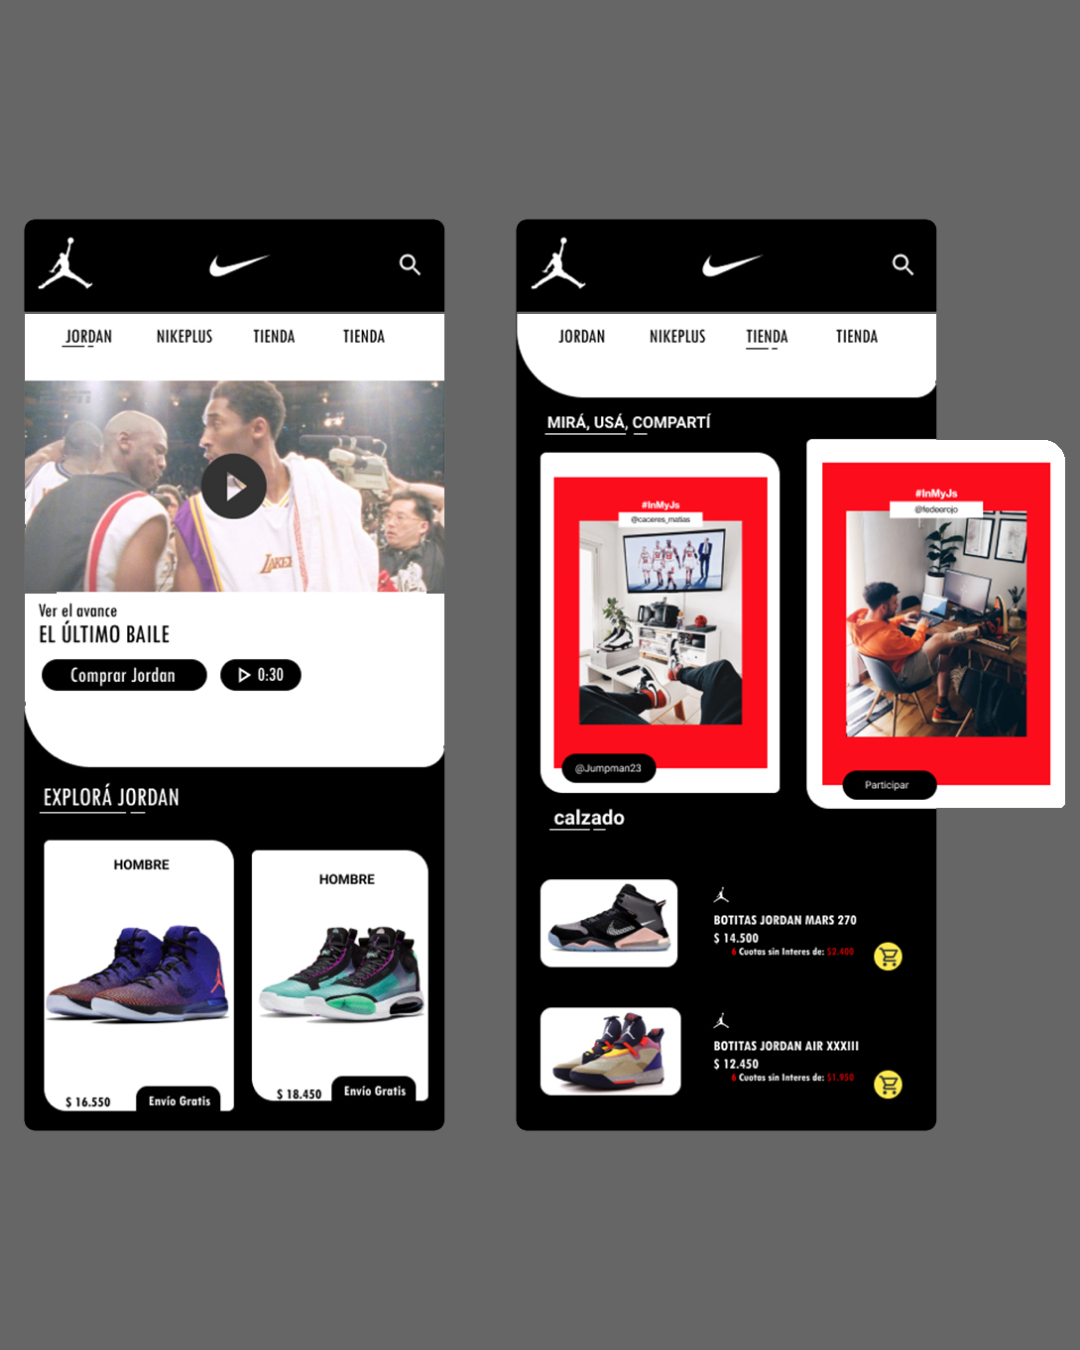 JORDAN NIKEPLUS TIENDA TIENDA
LAKE
Ver el avance
EL ÚLTIMO BAILE
Comprar Jordan
0:30
EXPLORÁ JORDAN
HOMBRE
$ 16.550
Envío Gratis
HOMBRE
$ 18.450
Envío Gratis
JORDAN NIKEPLUS TIENDA TIENDA
MIRÁ, USÁ, COMPARTÍ
#InMyJs
@caceres_matias
@Jumpman23
#InMyJs
@fedeerojo
Participar
calzado
BOTITAS JORDAN MARS 270
$ 14.500
6 Cuotas sin Interes de: $2.400
BOTITAS JORDAN AIR XXXIII
$ 12.450
6 Cuotas sin Interes de: $1.950